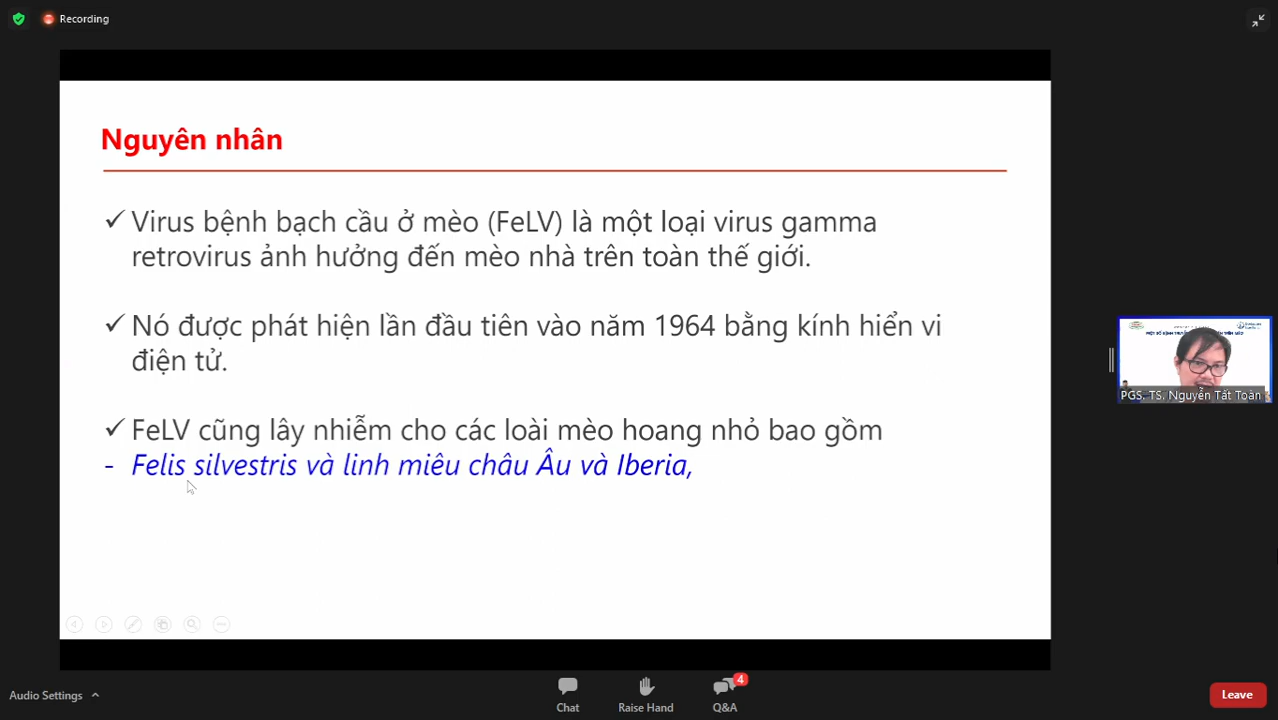 Recording
Nguyên nhân
✓ Virus bệnh bạch cầu ở mèo (FeLV) là một loại virus gamma
retrovirus ảnh hưởng đến mèo nhà trên toàn thế giới.
✓ Nó được phát hiện lần đầu tiên vào năm 1964 bằng kính hiển vi
điện tử.
✓ FeLV cũng lây nhiễm cho các loài mèo hoang nhỏ bao gồm
- Felis silvestris và linh miêu châu Âu và Iberia,
PGS. TS. Nguyễn Tất Toàn
Audio Settings
Chat
Raise Hand
4
Q&A
Leave